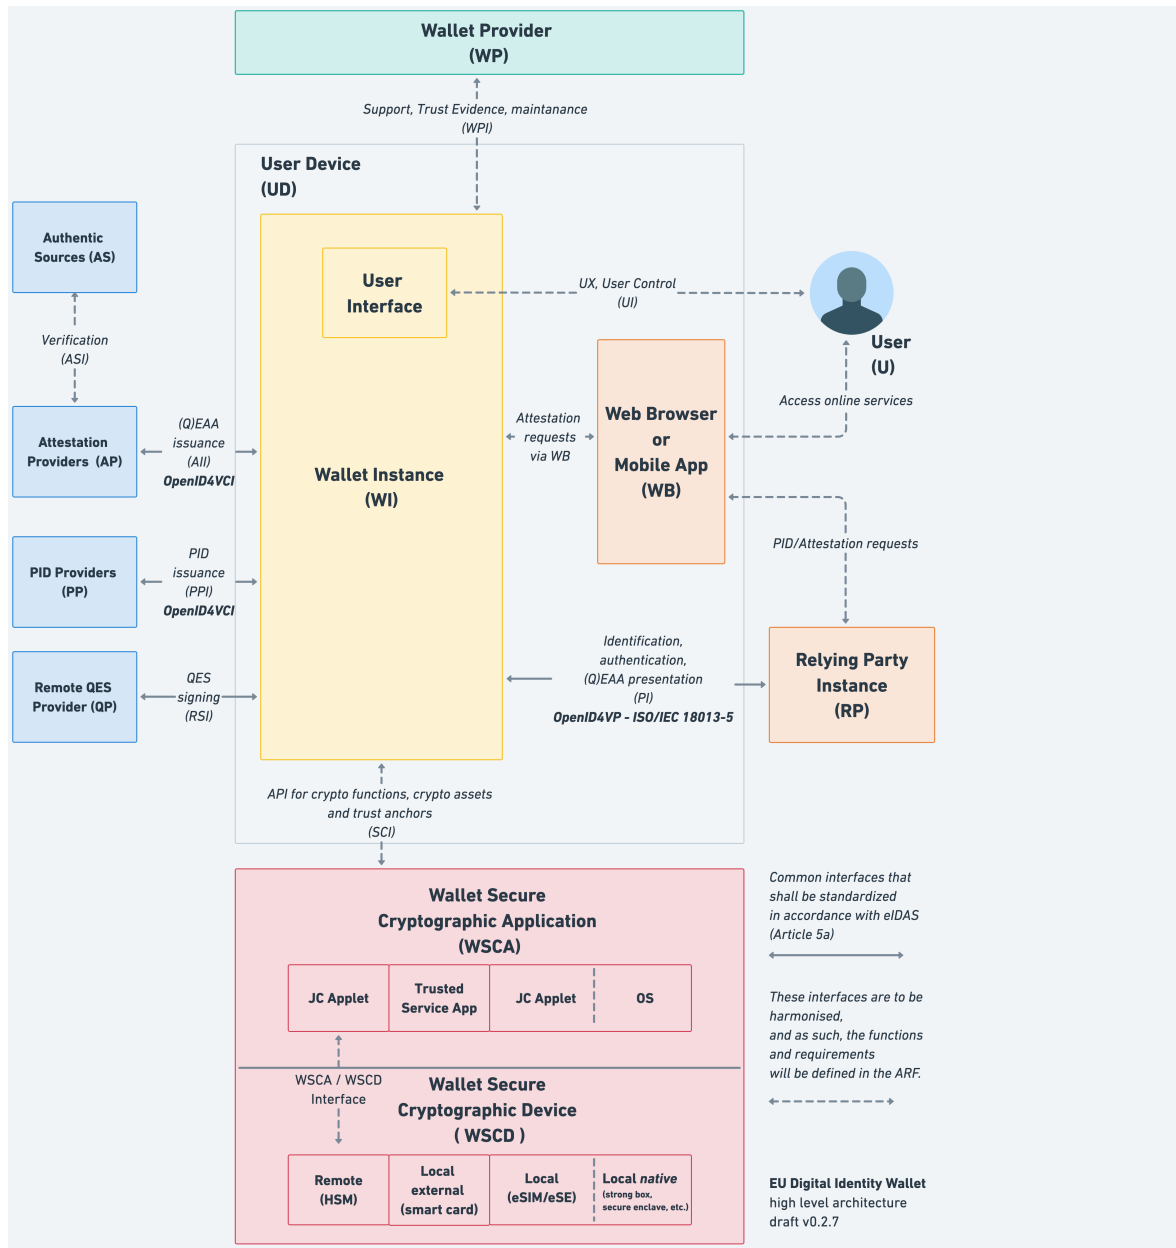 Wallet Provider
(WP)
Support, Trust Evidence, maintanance
(WPI)
User Device
(UD)
Authentic
Sources (AS)
User
Interface
UX, User Control
(UI)
User
(U)
Verification
(ASI)
Access online services
Web Browser
or
Mobile App
(WB)
Attestation
requests
via WB
Attestation
Providers (AP)
(Q)EAA
issuance
(AII)
OpenID4VCI
Wallet Instance
(WI)
PID/Attestation requests
PID Providers
(PP)
PID
issuance
(PPI)
OpenID4VCI
Remote QES
Provider (QP)
QES
signing
(RSI)
Identification,
authentication,
(Q)EAA presentation
(PI)
OpenID4VP - ISO/IEC 18013-5
Relying Party
Instance
(RP)
API for crypto functions, crypto assets
and trust anchors
(SCI)
Wallet Secure
Cryptographic Application
(WSCA)
JC Applet
Trusted
Service App
JC Applet
OS
WSCA / WSCD
Interface
Wallet Secure
Cryptographic Device
( WSCD )
Remote
(HSM)
Local
external
(smart card)
Local
(eSIM/eSE)
Local native
(strong box,
secure enclave, etc.)
Common interfaces that
shall be standardized
in accordance with eIDAS
(Article 5a)
These interfaces are to be
harmonised,
and as such, the functions
and requirements
will be defined in the ARF.
EU Digital Identity Wallet
high level architecture
draft v0.2.7